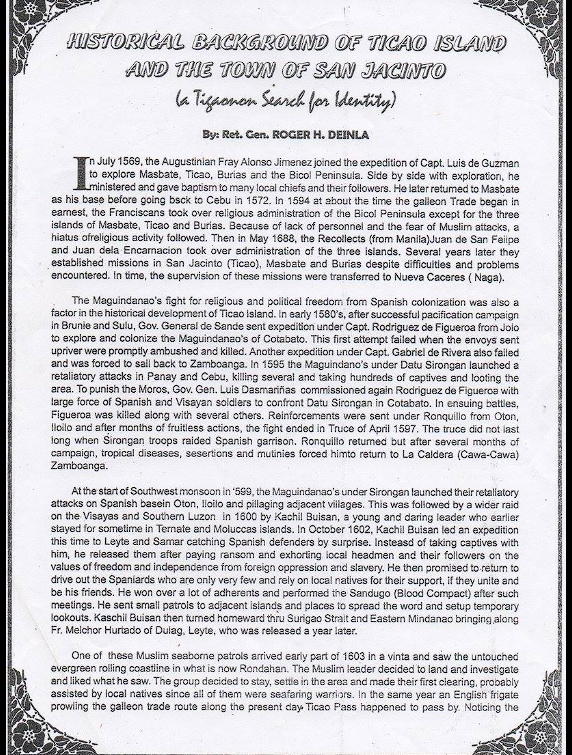 HISTORICAL BACKGROUND OF TICAO ISLAND
AND THE TOWN OF SAN JACINTO
(a Tigaonon Search for Identity)
By: Ret. Gen. ROGER H. DEINLA
In July 1569, the Augustinian Fray Alonso Jimenez joined the expedition of Capt. Luis de Guzman
to explore Masbate, Ticao, Burias and the Bicol Peninsula. Side by side with exploration, he
ministered and gave baptism to many local chiefs and their followers. He later returned to Masbate
as his base before going bsck to Cebu in 1572. In 1594 at about the time the galleon Trade began in
earnest, the Franciscans took over religious administration of the Bicol Peninsula except for the three
islands of Masbate, Ticao and Burias. Because of lack of personnel and the fear of Muslim attacks, a
hiatus ofreligious activity followed. Then in May 1688, the Recollects (from Manila)Juan de San Felipe
and Juan dela Encarnacion took over administration of the three islands. Several years later they
established missions in San Jacinto (Ticao), Masbate and Burias despite difficulties and problems
encountered. In time, the supervision of these missions were transferred to Nueva Caceres ( Naga).
The Maguindanao's fight for religious and political freedom from Spanish colonization was also a
factor in the historical development of Ticao Island. In early 1580's, after successful pacification campaign
in Brunie and Sulu, Gov. General de Sande sent expedition under Capt. Rodriguez de Figueroa from Jolo
to explore and colonize the Maguindanao's of Cotabato. This first attempt failed when the envoys sent
upriver were promptly ambushed and killed. Another expedition under Capt. Gabriel de Rivera also failed
and was forced to sail back to Zamboanga. In 1595 the Maguindano's under Datu Sirongan launched a
retaliatory attacks in Panay and Cebu, killing several and taking hundreds of captives and looting the
area. To punish the Moros, Gov. Gen. Luis Dasmariñas commissioned again Rodriguez de Figueroa with
large force of Spanish and Visayan soldiers to confront Datu Sirongan in Cotabato. In ensuing battles,
Figueroa was killed along with several others. Reinforcements were sent under Ronquillo from Oton,
Iloilo and after months of fruitless actions, the fight ended in Truce of April 1597. The truce did not last
long when Sirongan troops raided Spanish garrison. Ronquillo returned but after several months of
campaign, tropical diseases, sesertions and mutinies forced himto return to La Caldera (Cawa-Cawa)
Zamboanga.
At the start of Southwest monsoon in '599, the Maguindanao's under Sirongan launched their retaliatory
attacks on Spanish basein Oton, Iloilo and pillaging adjacent villages. This was followed by a wider raid
on the Visayas and Southern Luzon in 1600 by Kachil Buisan, a young and daring leader who earlier
stayed for sometime in Ternate and Moluccas islands. In October 1602, Kachil Buisan led an expedition
this time to Leyte and Samar catching Spanish defenders by surprise. Insteasd of taking captives with
him, he released them after paying ransom and exhorting local headmen and their followers on the
values of freedom and independence from foreign oppression and slavery. He then promised to return to
drive out the Spaniards who are only very few and rely on local natives for their support, if they unite and
be his friends. He won over a lot of adherents and performed the Sandugo (Blood Compact) after such
meetings. He sent small patrols to adjacent islands and places to spread the word and setup temporary
lookouts. Kaschil Buisan then turned homeward thru Surigao Strait and Eastern Mindanao bringing along
Fr. Melchor Hurtado of Dulag, Leyte, who was released a year later.
One of these Muslim seaborne patrols arrived early part of 1603 in a vinta and saw the untouched
evergreen rolling coastline in what is now Rondahan. The Muslim leader decided to land and investigate
and liked what he saw. The group decided to stay, settle in the area and made their first clearing, probably
assisted by local natives since all of them were seafaring warriors. In the same year an English frigate
prowling the galleon trade route along the present day Ticao Pass happened to pass by. Noticing the